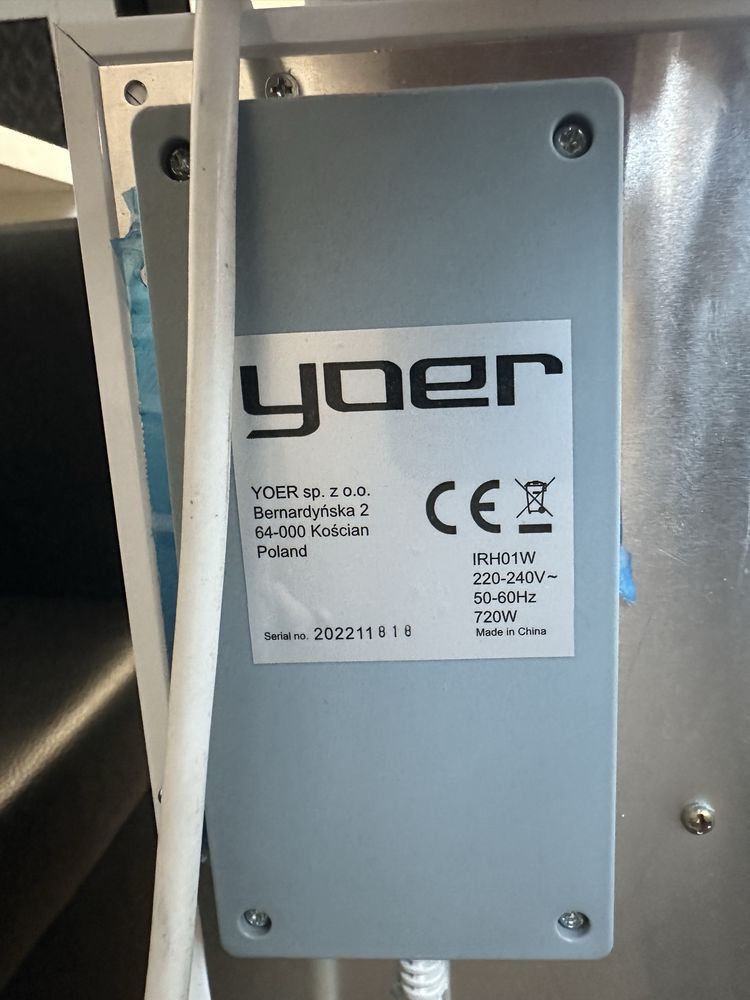 yoer
YOER sp. z o.o.
Bernardyńska 2
64-000 Kościan
Poland
CE
IRH01W
220-240V~
50-60Hz
720W
Serial no. 202211818
Made in China